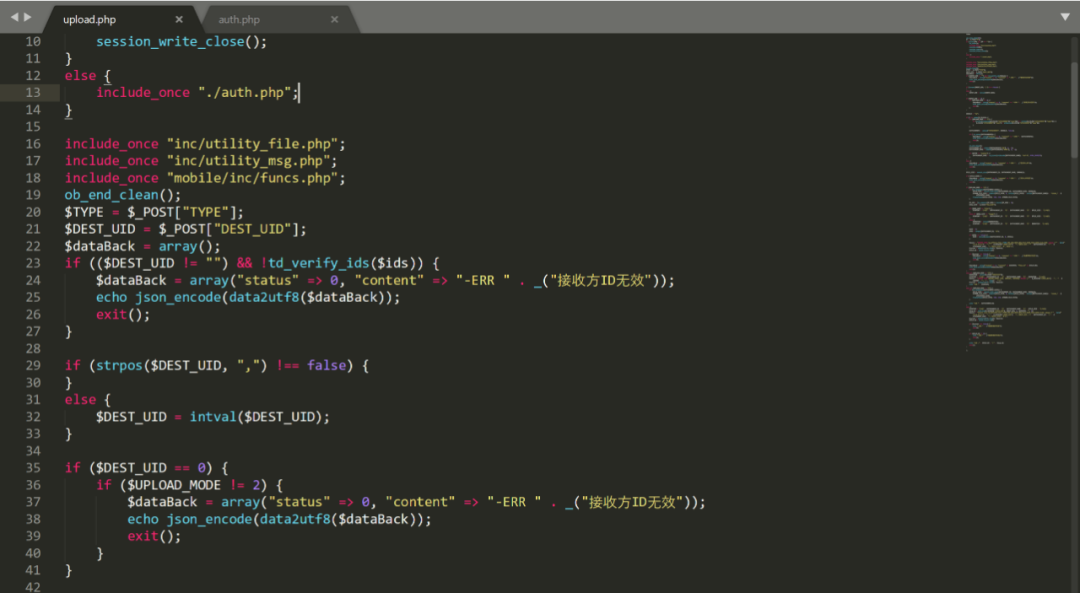 upload.php × auth.php ×
10 session_write_close();
11 }
12 else {
13 include_once "./auth.php";
14 }
15
16 include_once "inc/utility_file.php";
17 include_once "inc/utility_msg.php";
18 include_once "mobile/inc/funcs.php";
19 ob_end_clean();
20 $TYPE = $_POST["TYPE"];
21 $DEST_UID = $_POST["DEST_UID"];
22 $dataBack = array();
23 if (($DEST_UID != "") && !td_verify_ids($ids)) {
24 $dataBack = array("status" => 0, "content" => "-ERR " . _("接收方ID无效"));
25 echo json_encode(data2utf8($dataBack));
26 exit();
27 }
28
29 if (strpos($DEST_UID, ",") !== false) {
30 }
31 else {
32 $DEST_UID = intval($DEST_UID);
33 }
34
35 if ($DEST_UID == 0) {
36 if ($UPLOAD_MODE != 2) {
37 $dataBack = array("status" => 0, "content" => "-ERR " . _("接收方ID无效"));
38 echo json_encode(data2utf8($dataBack));
39 exit();
40 }
41 }
42